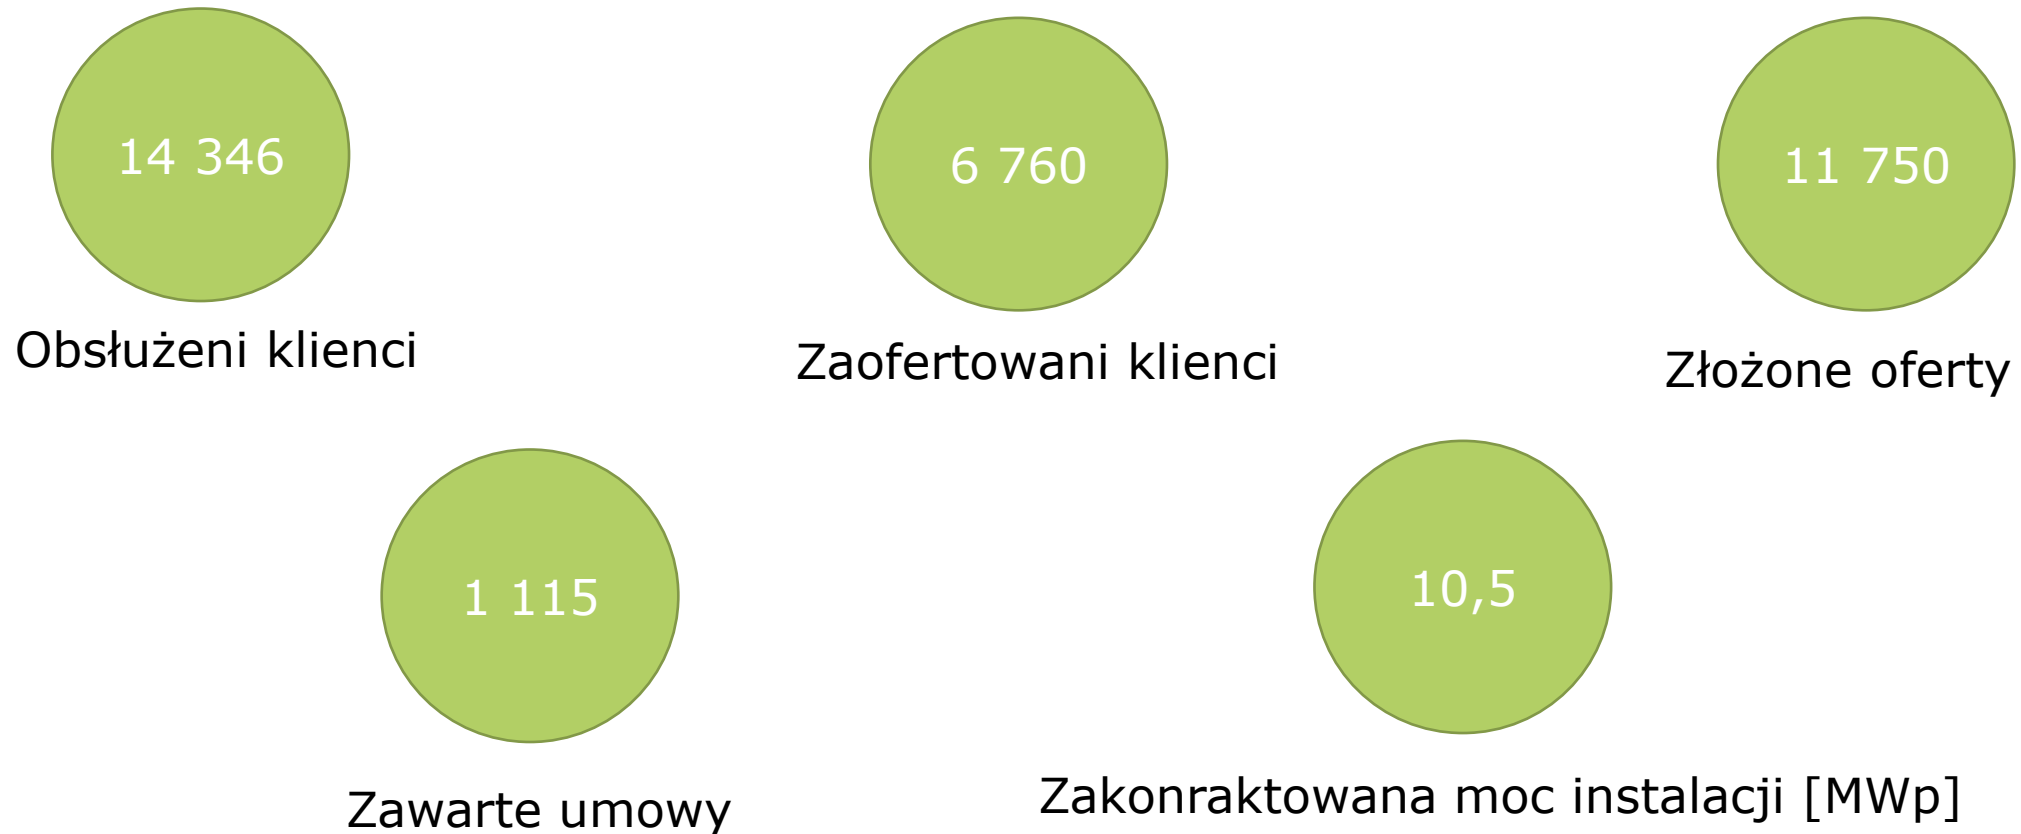 14 346
Obsłużeni klienci
6 760
Zaofertowani klienci
11 750
Złożone oferty
1 115
Zawarte umowy
10,5
Zakonraktowana moc instalacji [MWp]